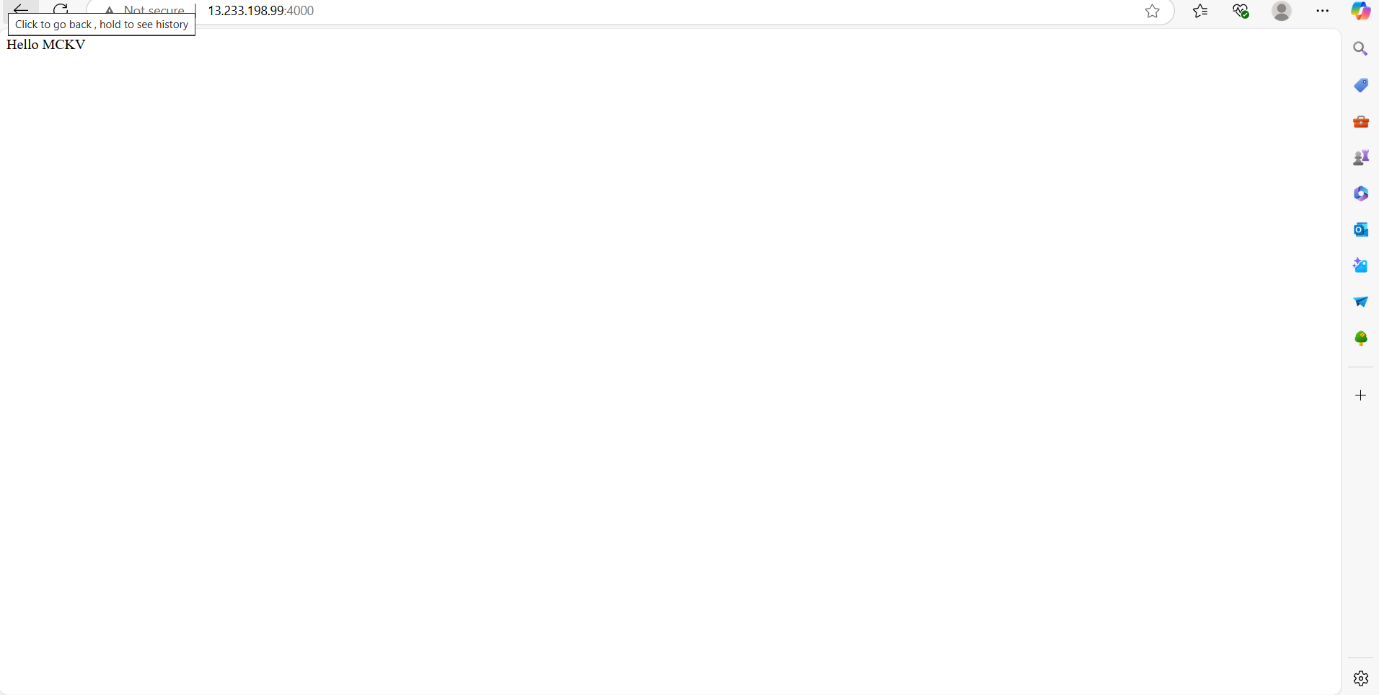 Not secure
13.233.198.99:4000
Click to go back, hold to see history
Hello MCKV